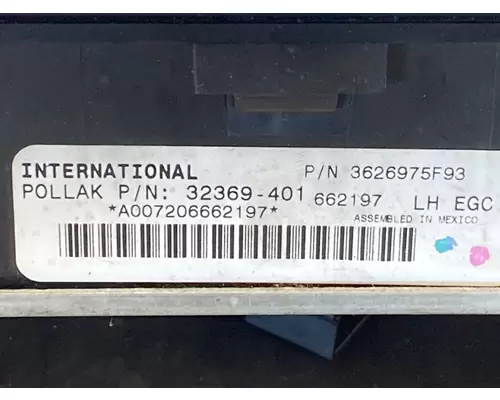 INTERNATIONAL P/N 3626975F93
POLLAK P/N: 32369-401 662197 LH EGC
*A007206662197* ASSEMBLED IN MEXICO